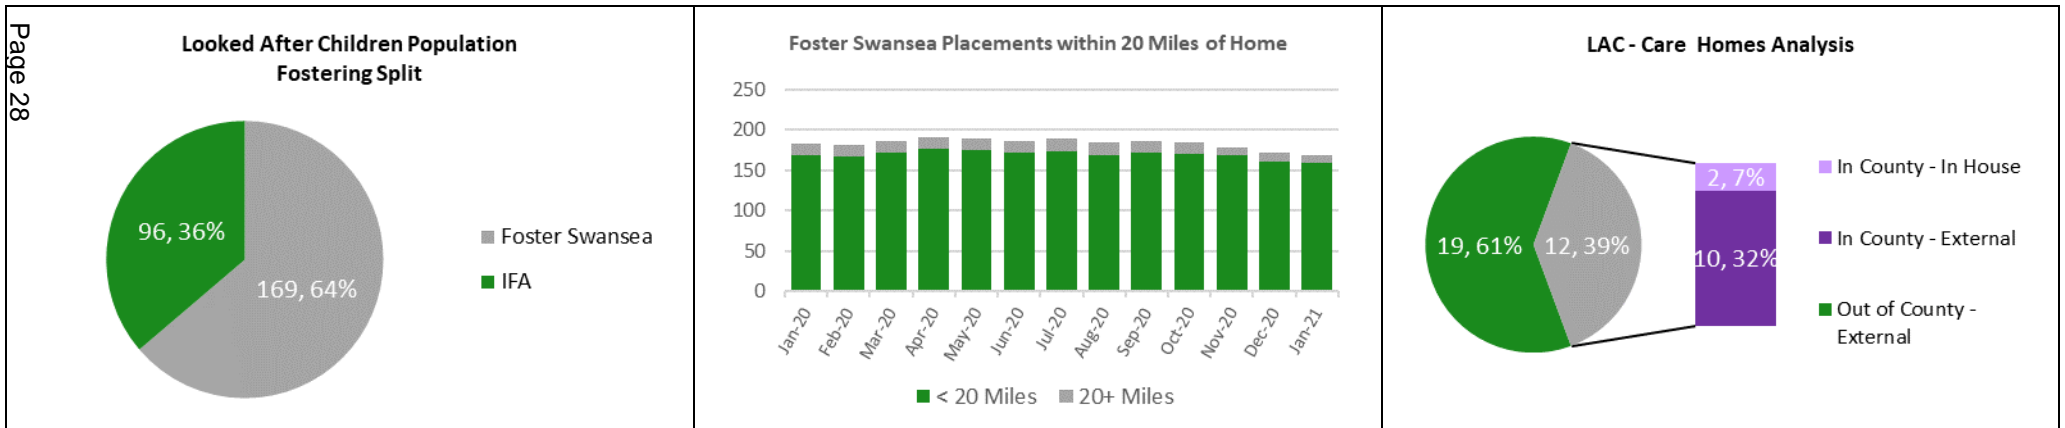 Page 28
Looked After Children Population
Fostering Split
96, 36%
169, 64%
Foster Swansea
IFA
Foster Swansea Placements within 20 Miles of Home
250
200
150
100
50
0
Jan-20
Feb-20
Mar-20
Apr-20
May-20
Jun-20
Jul-20
Aug-20
Sep-20
Oct-20
Nov-20
Dec-20
Jan-21
< 20 Miles
20+ Miles
LAC - Care Homes Analysis
19, 61%
12, 39%
2, 7%
10, 32%
In County - In House
In County - External
Out of County -
External